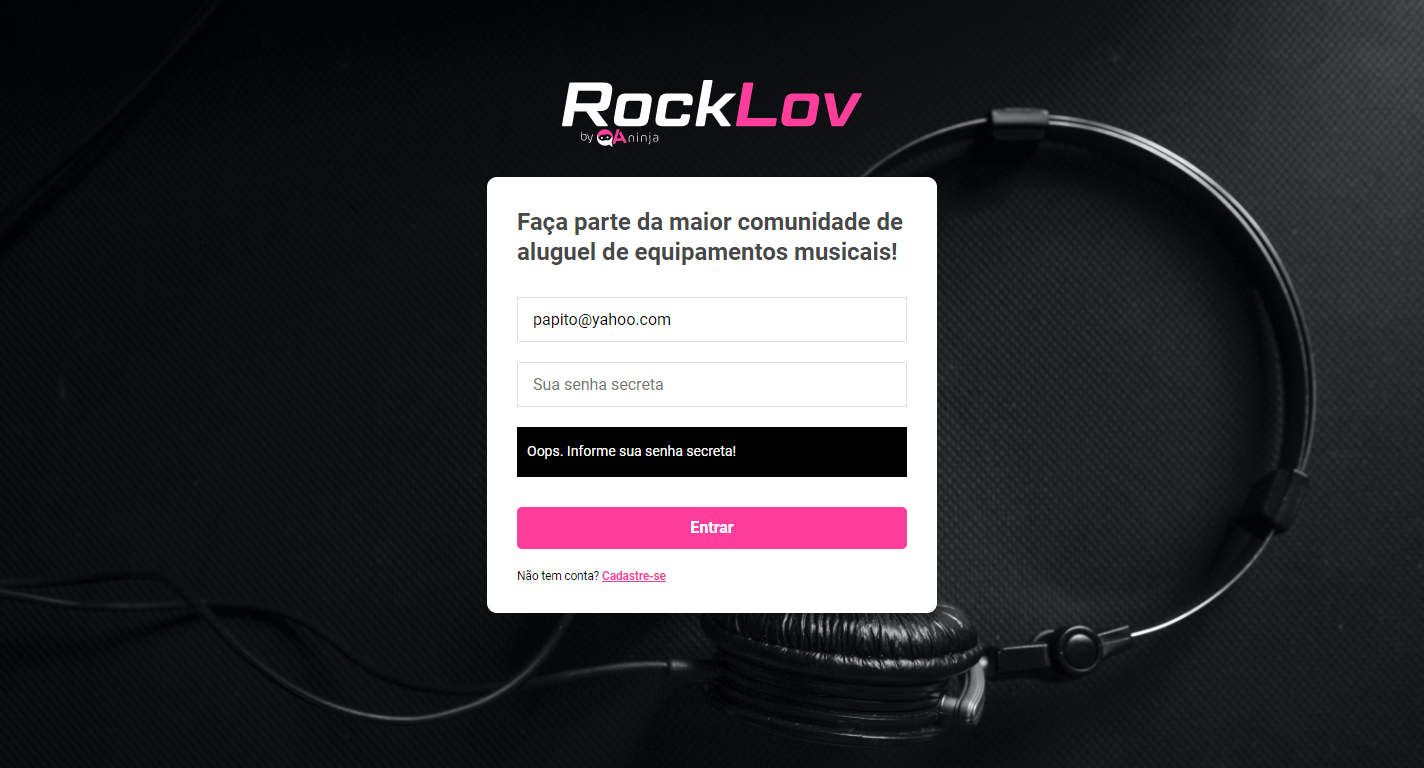 RockLov
by QAninja
Faça parte da maior comunidade de
aluguel de equipamentos musicais!
papito@yahoo.com
Sua senha secreta
Oops. Informe sua senha secreta!
Entrar
Não tem conta? Cadastre-se